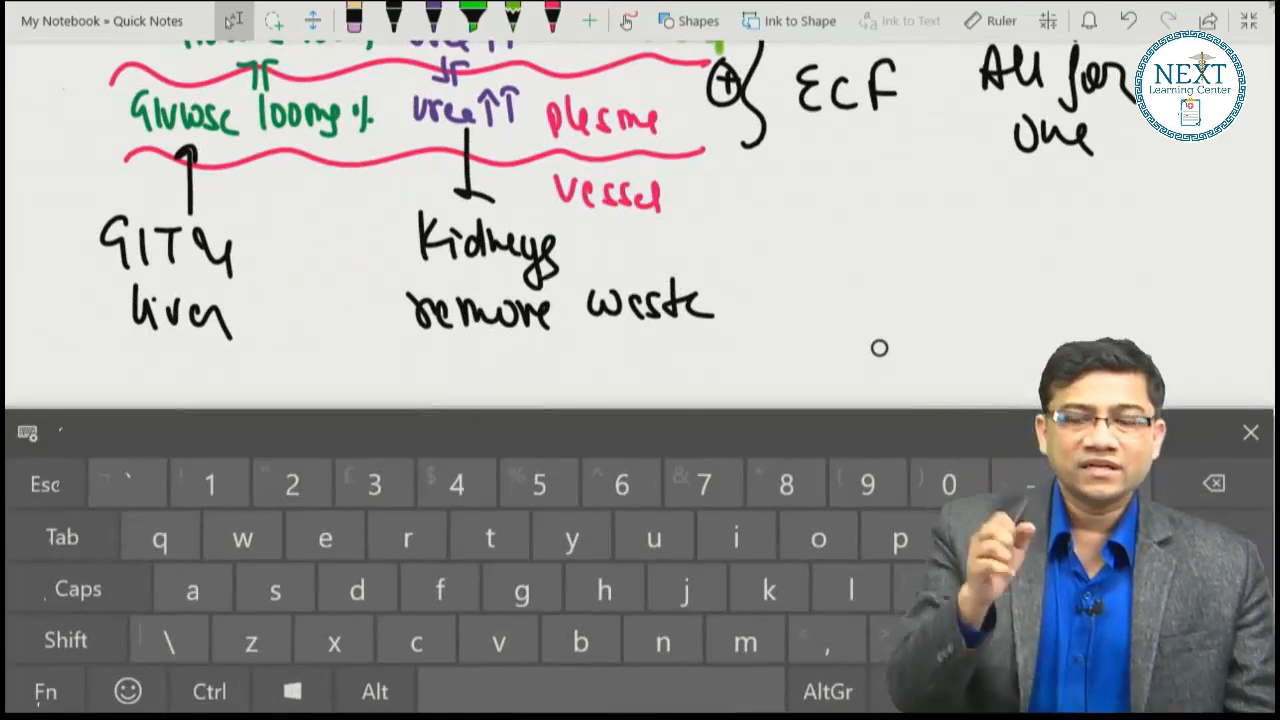 My Notebook » Quick Notes
Shapes
Ink to Shape
Ink to Text
Ruler
Glucose 100mg %
urea↑↑
plasma
vessel
⊕
ECF
All for
one
NEXT
Learning Center
GIT &
liver
Kidneys
remove waste
Esc ` 1 2 3 4 5 6 7 8 9 0 -
Tab q w e r t y u i o p
Caps a s d f g h j k l
Shift \ z x c v b n m ,
Fn Ctrl Alt AltGr